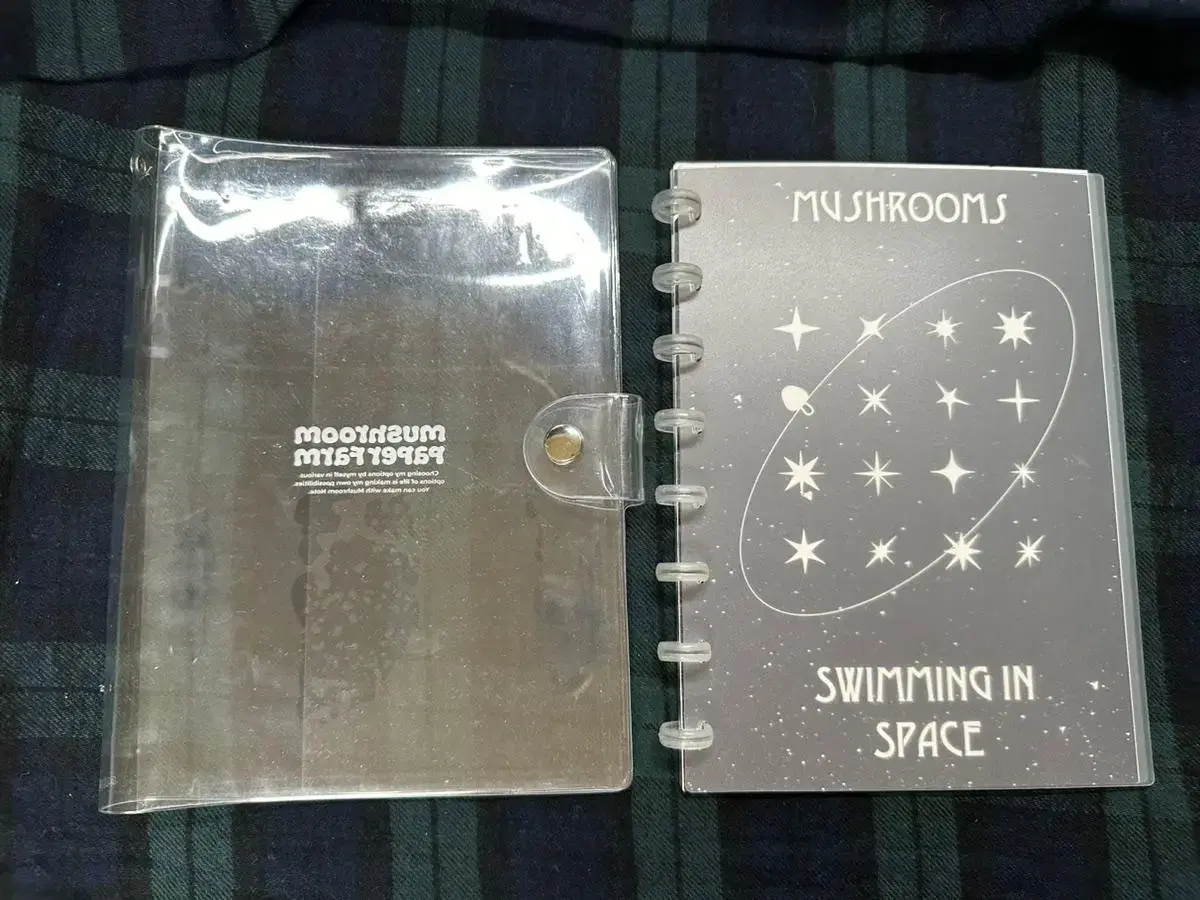 mushroom
Paper Farm
Choosing my options by myself in various
options of life is making my own possibilities.
You can make with Mushroom Note.
MUSHROOMS
SWIMMING IN
SPACE